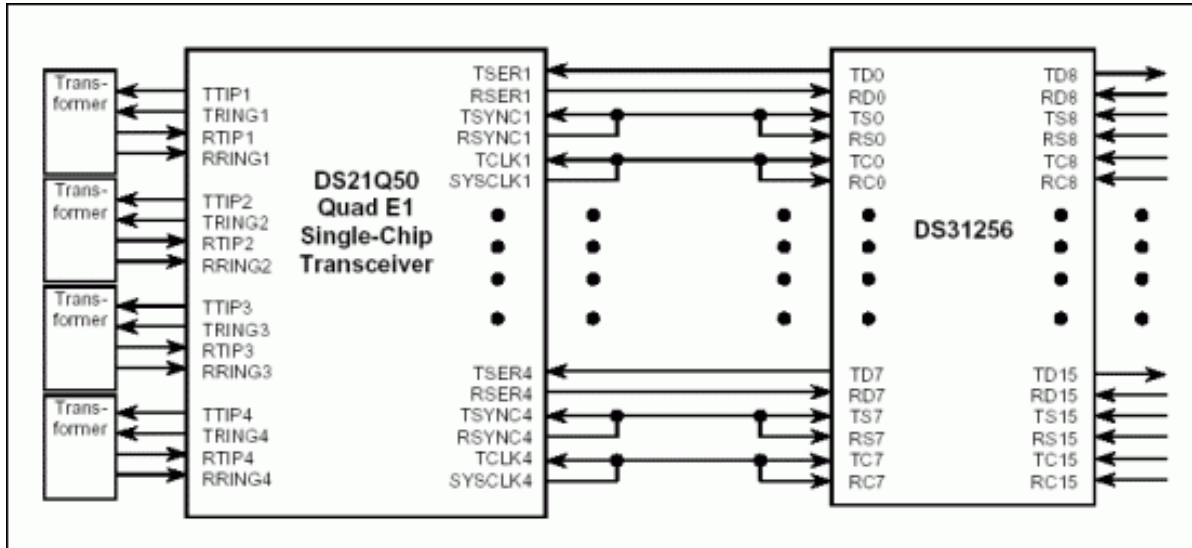 Trans-
former
TTIP1
TRING1
RTIP1
RRING1
Trans-
former
TTIP2
TRING2
RTIP2
RRING2
Trans-
former
TTIP3
TRING3
RTIP3
RRING3
Trans-
former
TTIP4
TRING4
RTIP4
RRING4
DS21Q50
Quad E1
Single-Chip
Transceiver
TSER1
RSER1
TSYNC1
RSYNC1
TCLK1
SYSCLK1
TSER4
RSER4
TSYNC4
RSYNC4
TCLK4
SYSCLK4
TD0
RD0
TS0
RS0
TC0
RC0
TD7
RD7
TS7
RS7
TC7
RC7
DS31256
TD8
RD8
TS8
RS8
TC8
RC8
TD15
RD15
TS15
RS15
TC15
RC15